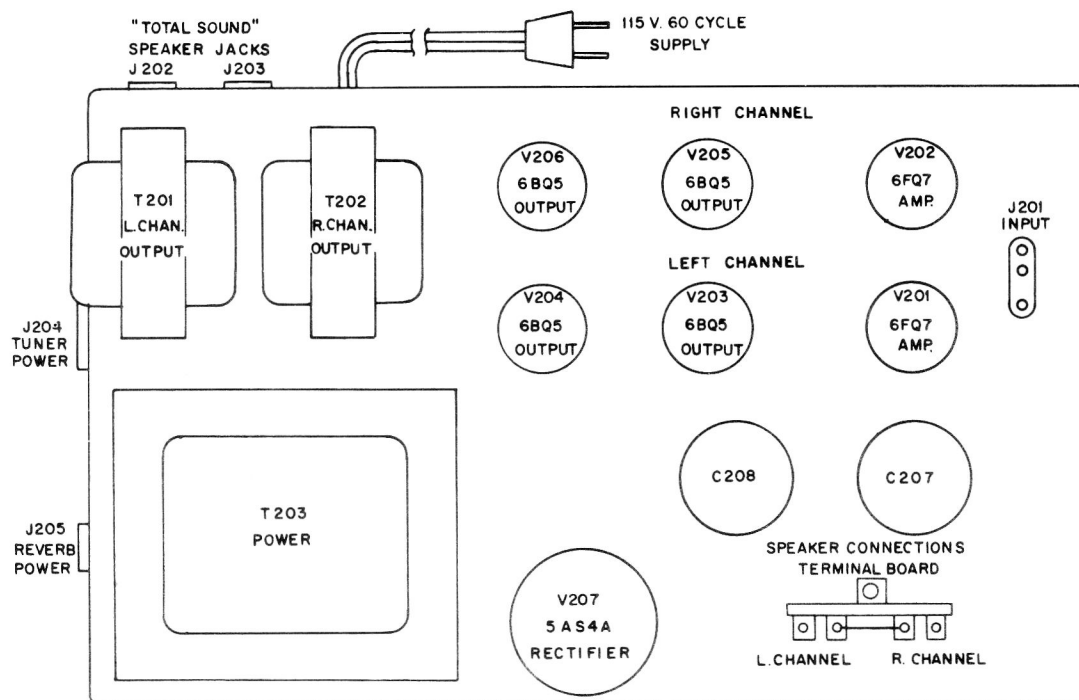 "TOTAL SOUND"
SPEAKER JACKS
J202 J203
115 V. 60 CYCLE
SUPPLY
RIGHT CHANNEL
T201
L.CHAN.
OUTPUT
T202
R.CHAN.
OUTPUT
V206
6BQ5
OUTPUT
V205
6BQ5
OUTPUT
V202
6FQ7
AMP.
J201
INPUT
LEFT CHANNEL
V204
6BQ5
OUTPUT
V203
6BQ5
OUTPUT
V201
6FQ7
AMP.
J204
TUNER
POWER
C208
C207
T203
POWER
J205
REVERB
POWER
V207
5AS4A
RECTIFIER
SPEAKER CONNECTIONS
TERMINAL BOARD
L.CHANNEL R. CHANNEL